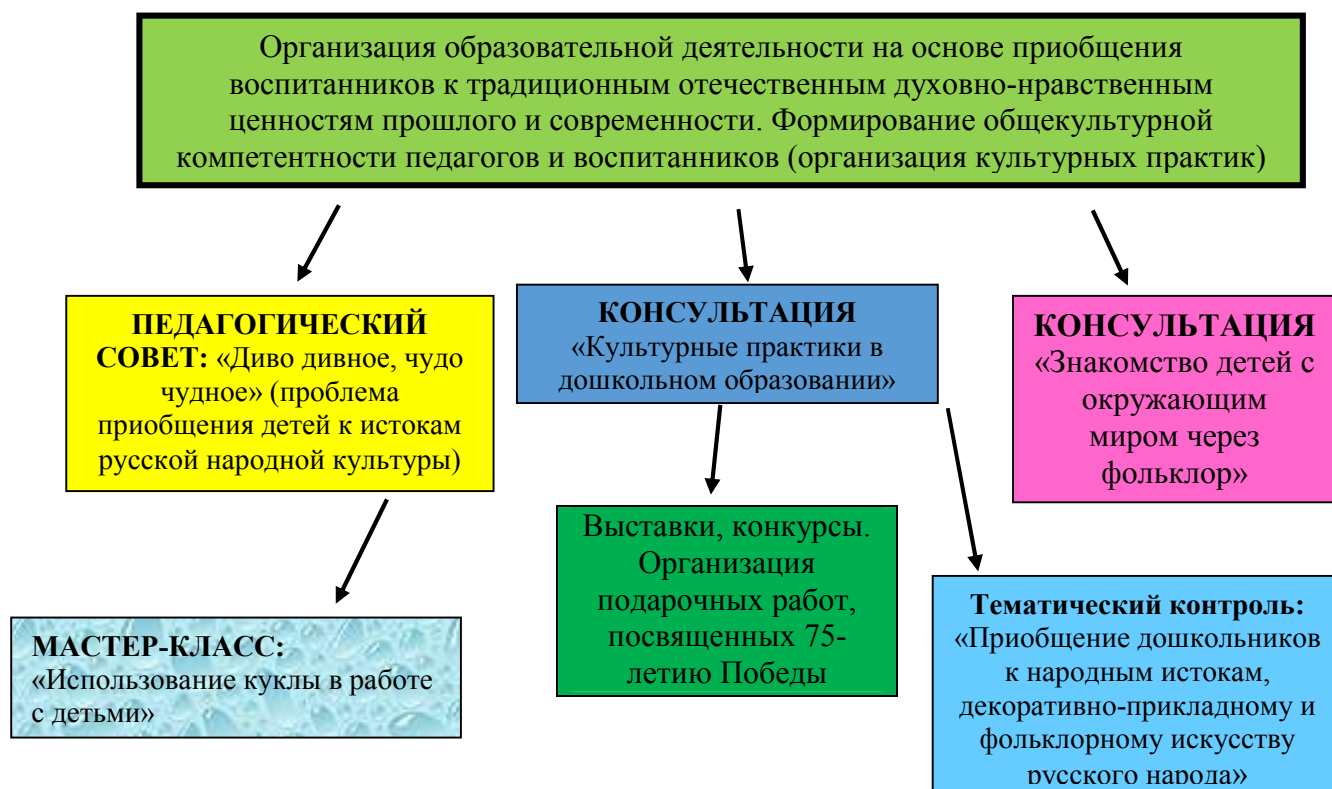 Организация образовательной деятельности на основе приобщения
воспитанников к традиционным отечественным духовно-нравственным
ценностям прошлого и современности. Формирование общекультурной
компетентности педагогов и воспитанников (организация культурных практик)
ПЕДАГОГИЧЕСКИЙ
СОВЕТ: «Диво дивное, чудо
чудное» (проблема
приобщения детей к истокам
русской народной культуры)
КОНСУЛЬТАЦИЯ
«Культурные практики в
дошкольном образовании»
КОНСУЛЬТАЦИЯ
«Знакомство детей с
окружающим
миром через
фольклор»
МАСТЕР-КЛАСС:
«Использование куклы в работе
с детьми»
Выставки, конкурсы.
Организация
подарочных работ,
посвященных 75-
летию Победы
Тематический контроль:
«Приобщение дошкольников
к народным истокам,
декоративно-прикладному и
фольклорному искусству
русского народа»